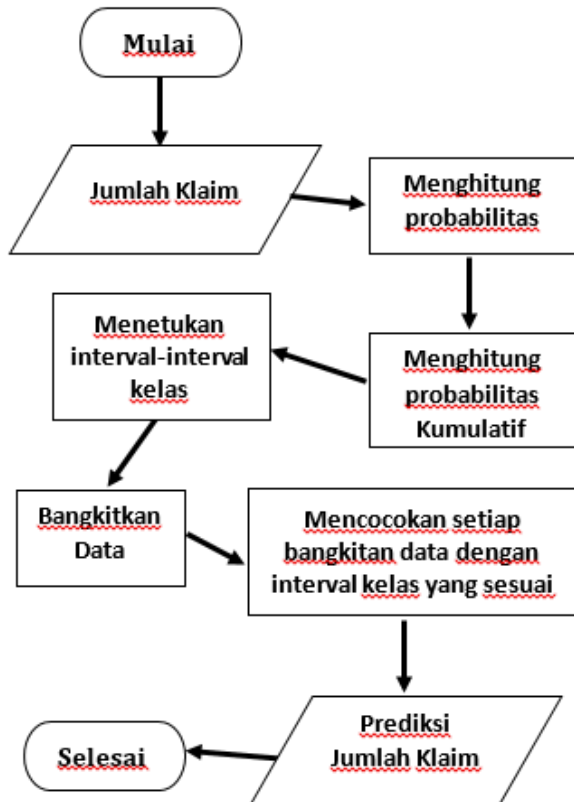 Mulai
Jumlah Klaim
Menghitung
probabilitas
Menghitung
probabilitas
Kumulatif
Menetukan
interval-interval
kelas
Bangkitkan
Data
Mencocokan setiap
bangkitan data dengan
interval kelas yang sesuai
Prediksi
Jumlah Klaim
Selesai